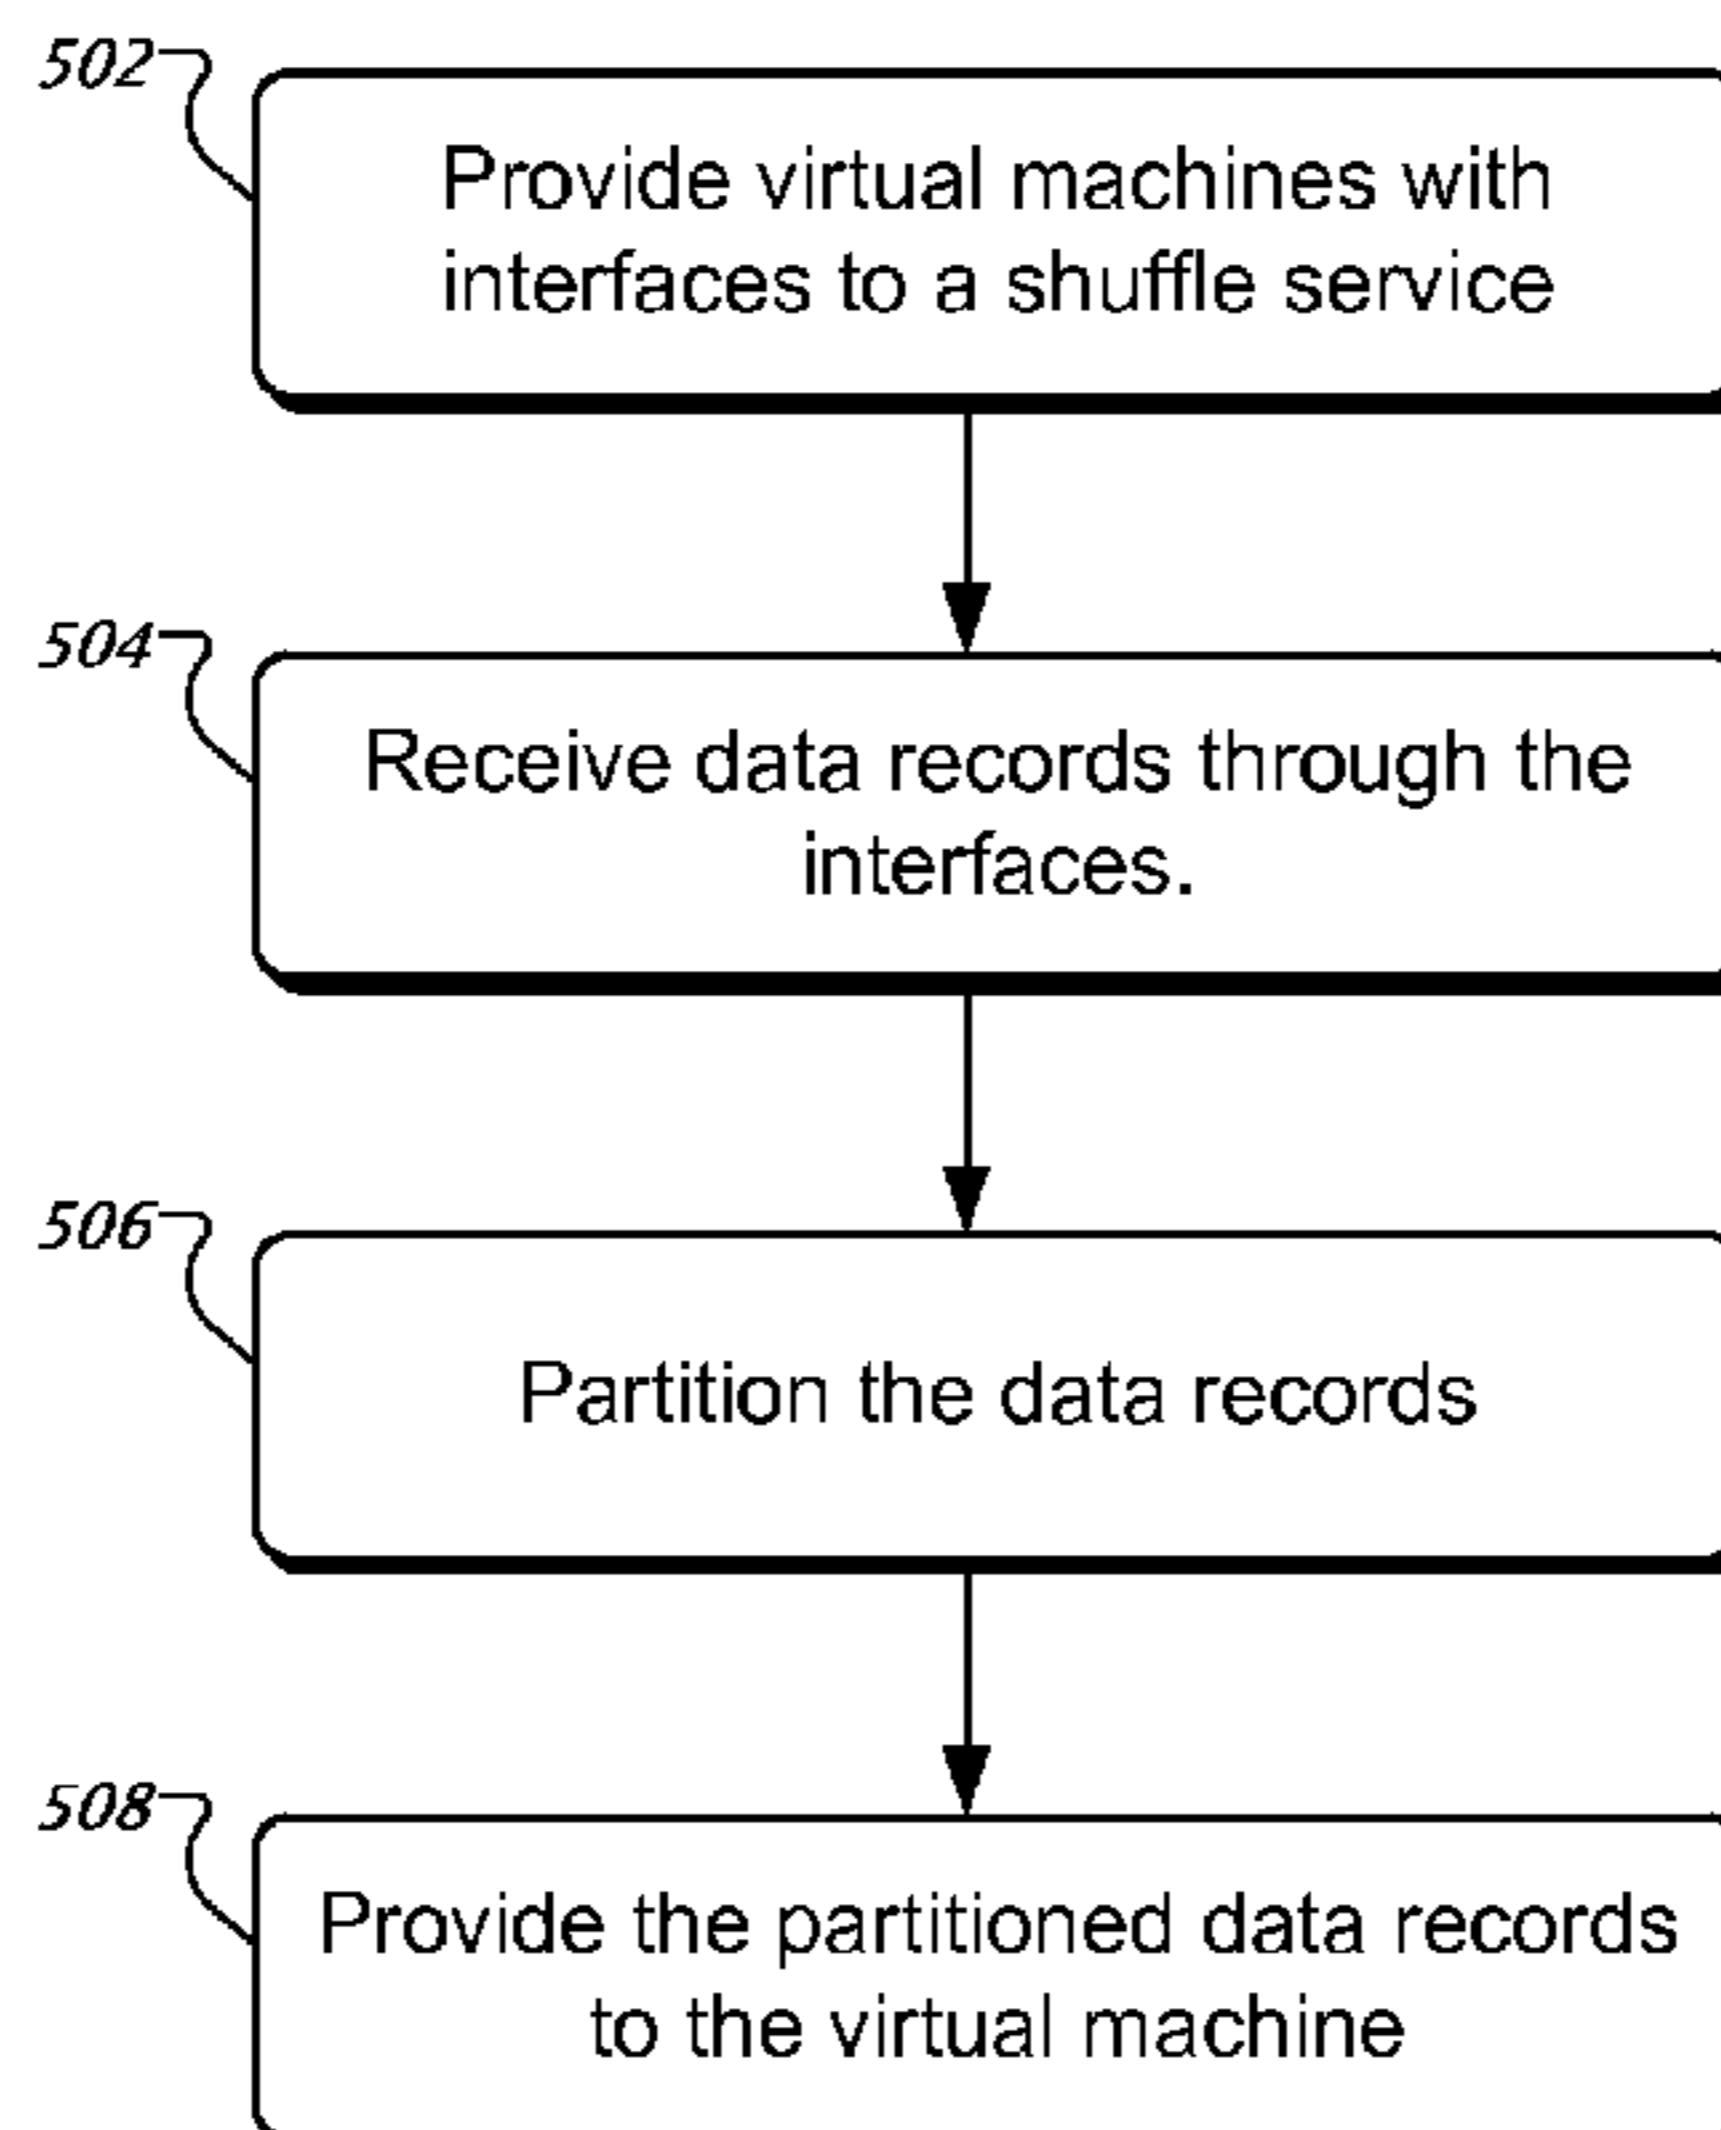 502
Provide virtual machines with
interfaces to a shuffle service
504
Receive data records through the
interfaces.
506
Partition the data records
508
Provide the partitioned data records
to the virtual machine